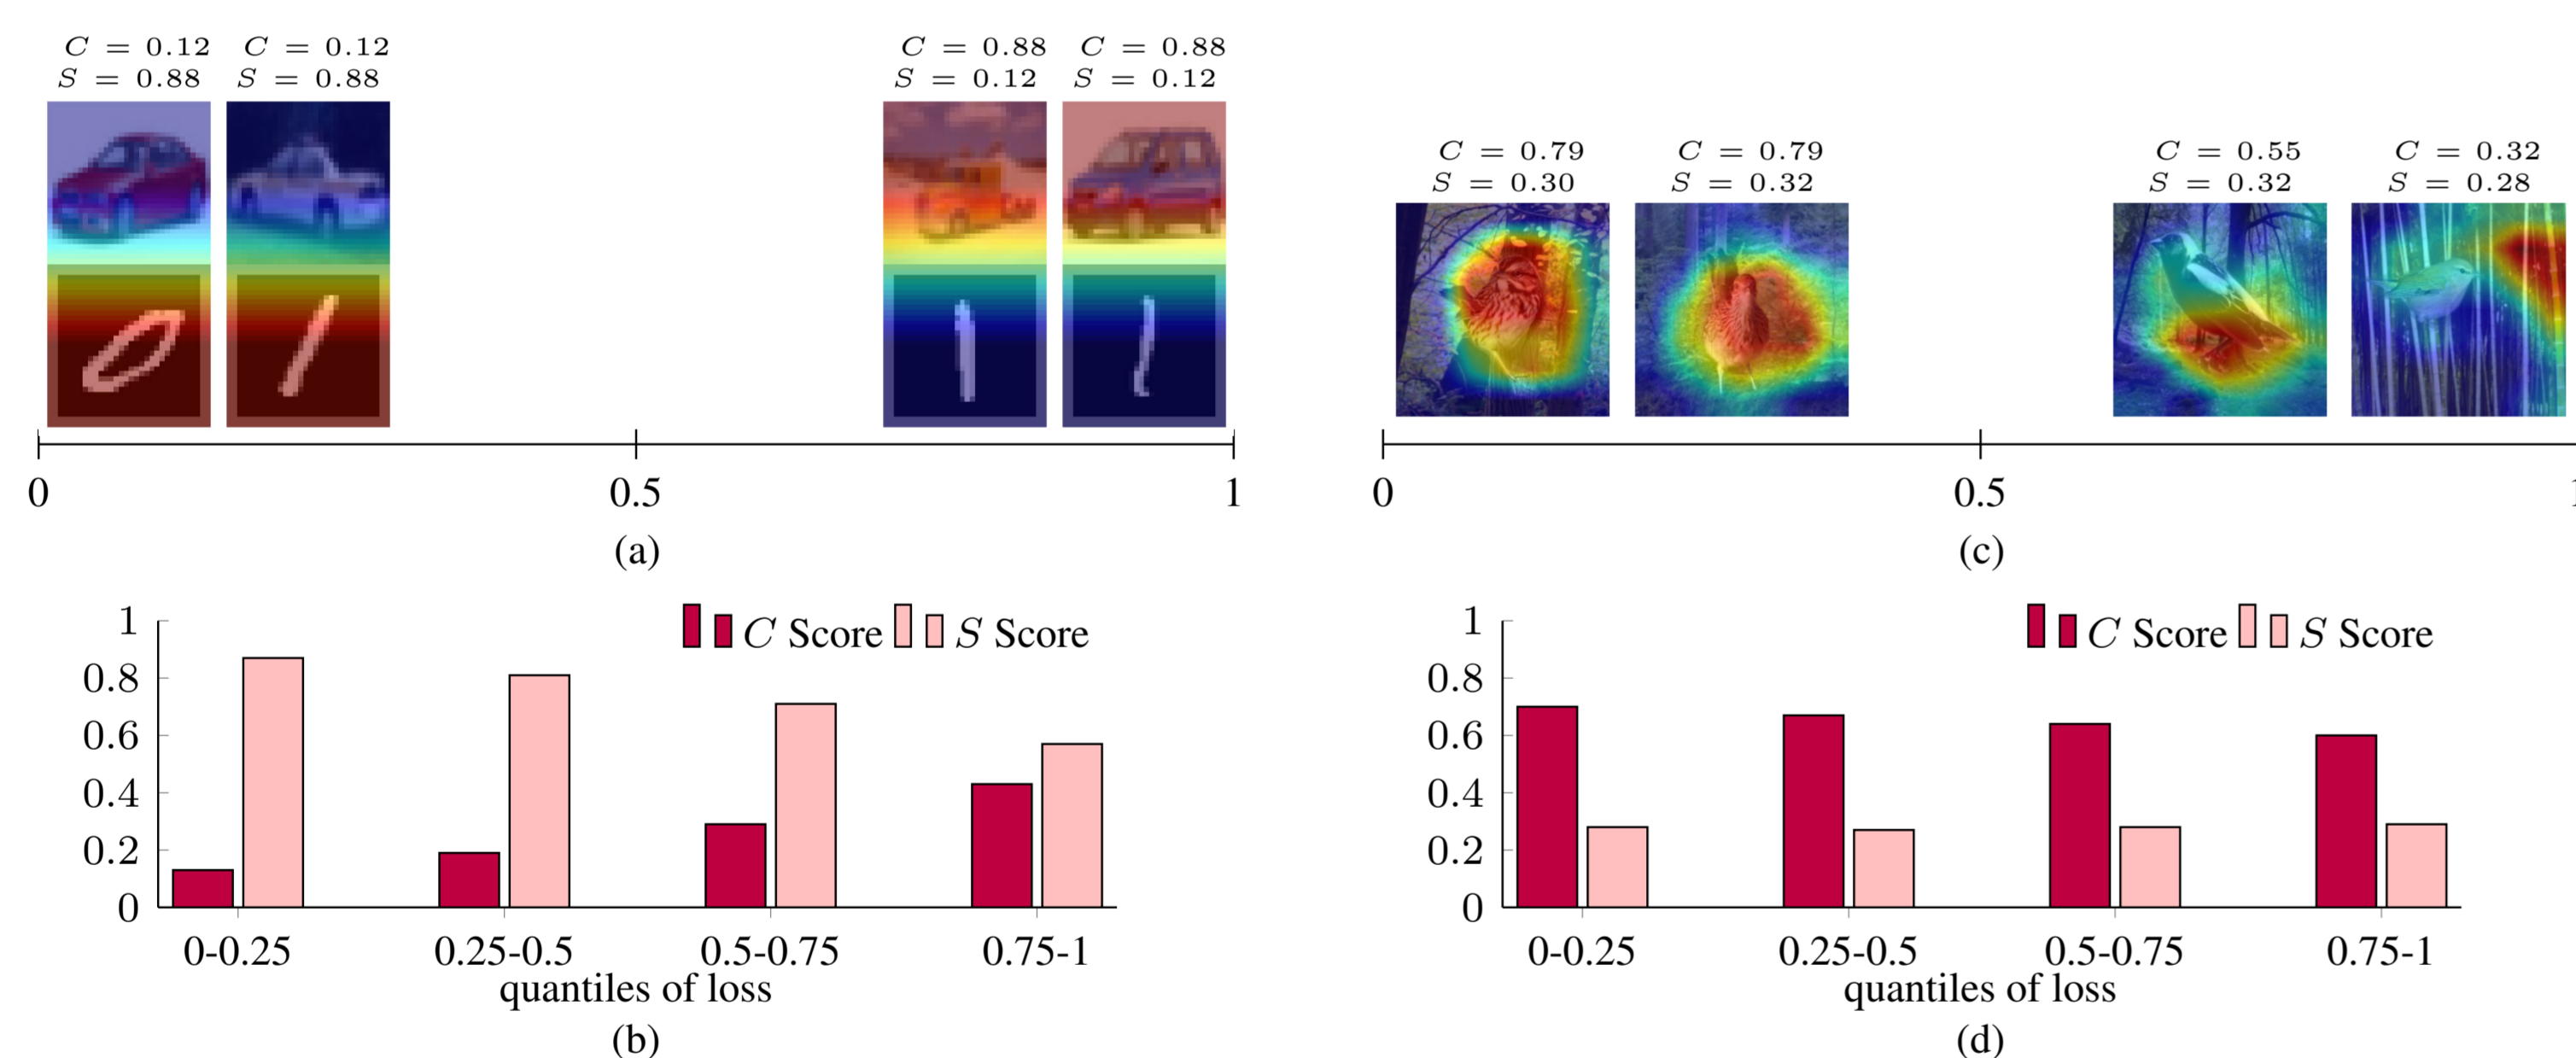 C = 0.12 C = 0.12
S = 0.88 S = 0.88
C = 0.88 C = 0.88
S = 0.12 S = 0.12
0 0.5 1
(a)
C = 0.79 C = 0.79
S = 0.30 S = 0.32
C = 0.55 C = 0.32
S = 0.32 S = 0.28
0 0.5
(c)
C Score S Score
1
0.8
0.6
0.4
0.2
0
0-0.25 0.25-0.5 0.5-0.75 0.75-1
quantiles of loss
(b)
C Score S Score
1
0.8
0.6
0.4
0.2
0
0-0.25 0.25-0.5 0.5-0.75 0.75-1
quantiles of loss
(d)